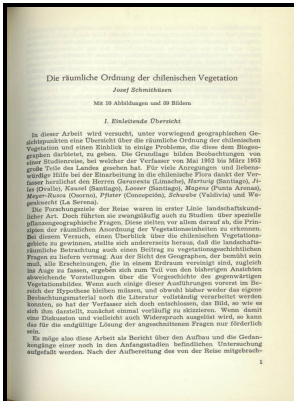 Die räumliche Ordnung der chilenischen Vegetation
Josef Schmithüsen
Mit 10 Abbildungen und 59 Bildern
I. Einleitende Übersicht
In dieser Arbeit wird versucht, unter vorwiegend geographischen Ge-
sichtspunkten eine Übersicht über die räumliche Ordnung der chilenischen
Vegetation und einen Einblick in einige Probleme, die diese dem Biogeo-
graphen darbietet, zu geben. Die Grundlage bilden Beobachtungen von
einer Studienreise, bei welcher der Verfasser von Mai 1952 bis März 1953
große Teile des Landes gesehen hat. Für viele Anregungen und liebens-
würdige Hilfe bei der Einarbeitung in die chilenische Flora dankt der Ver-
fasser herzlichst den Herren Garaventa (Limache), Hartwig (Santiago), Ji-
les (Ovalle), Kausel (Santiago), Looser (Santiago), Magens (Punta Arenas),
Meyer-Rusca (Osorno), Pfister (Concepción), Schwabe (Valdivia) und Wa-
genknecht (La Serena).
Die Forschungsziele der Reise waren in erster Linie landschaftskund-
licher Art. Doch führten sie zwangsläufig auch zu Studien über spezielle
pflanzengeographische Fragen. Diese stellten vor allem darauf ab, die Prin-
zipien der räumlichen Anordnung der Vegetationseinheiten zu erkennen.
Bei diesem Versuch, einen Überblick über die chilenischen Vegetations-
gebiete zu gewinnen, stellte sich andererseits heraus, daß die landschafts-
räumliche Betrachtung auch einen Beitrag zu vegetationsgeschichtlichen
Fragen zu liefern vermag. Aus der Sicht des Geographen, der bemüht sein
muß, alle Erscheinungen, die in einem Erdraum vereinigt sind, zugleich
ins Auge zu fassen, ergeben sich zum Teil von den bisherigen Ansichten
abweichende Vorstellungen über die Vorgeschichte des gegenwärtigen
Vegetationsbildes. Wenn auch einige dieser Ausführungen vorerst im Be-
reich der Hypothese bleiben müssen, und obwohl bisher weder das eigene
Beobachtungsmaterial noch die Literatur vollständig verarbeitet werden
konnten, so hat der Verfasser sich doch entschlossen, das Bild, so wie es
sich ihm darstellt, zunächst einmal vorläufig zu skizzieren. Wenn damit
eine Diskussion und vielleicht auch Widerspruch ausgelöst wird, so kann
das für die endgültige Lösung der angeschnittenen Fragen nur förderlich
sein.
Es möge also diese Arbeit als Bericht über den Aufbau und die Gedan-
kengänge einer noch in den Anfangsstadien befindlichen Untersuchung
aufgefaßt werden. Nach der Aufbereitung des von der Reise mitgebrach-
1